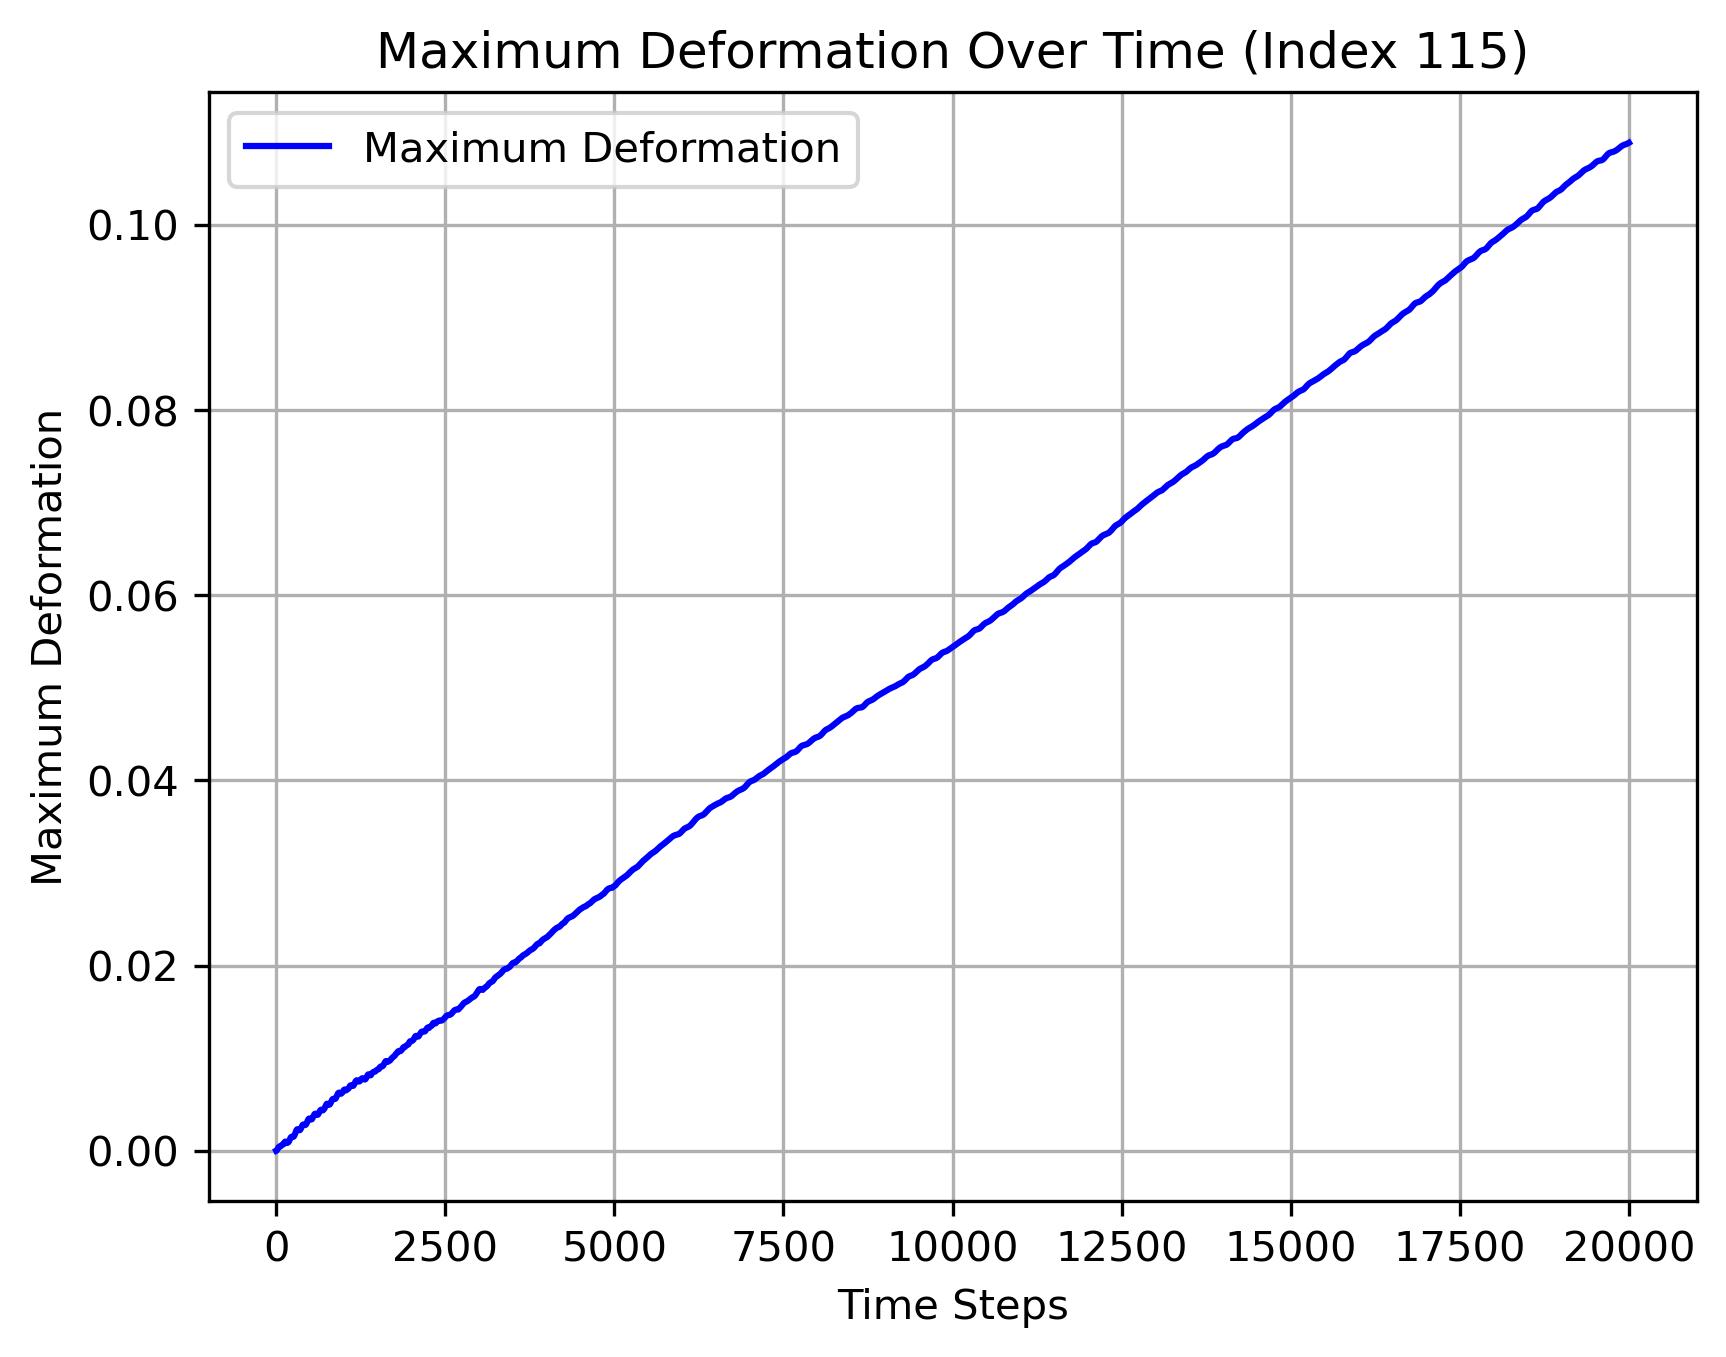 Maximum Deformation Over Time (Index 115)
Maximum Deformation
Maximum Deformation
0.10
0.08
0.06
0.04
0.02
0.00
0 2500 5000 7500 10000 12500 15000 17500 20000
Time Steps